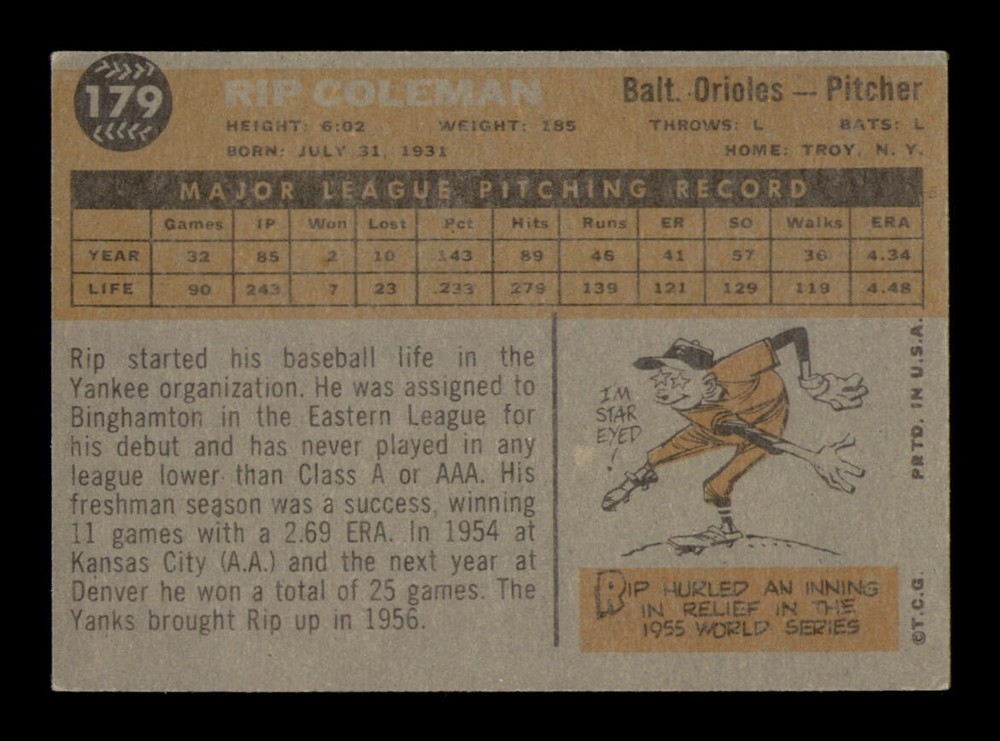 179
RIP COLEMAN
Balt. Orioles — Pitcher
HEIGHT: 6:02 WEIGHT: 185 THROWS: L BATS: L
BORN: JULY 31, 1931 HOME: TROY, N. Y.
MAJOR LEAGUE PITCHING RECORD
Games IP Won Lost Pct Hits Runs ER SO Walks ERA
YEAR 32 85 2 10 .143 89 46 41 57 36 4.34
LIFE 90 243 7 23 .233 279 139 121 129 119 4.48
Rip started his baseball life in the
Yankee organization. He was assigned to
Binghamton in the Eastern League for
his debut and has never played in any
league lower than Class A or AAA. His
freshman season was a success, winning
11 games with a 2.69 ERA. In 1954 at
Kansas City (A.A.) and the next year at
Denver he won a total of 25 games. The
Yanks brought Rip up in 1956.
I'M
STAR
EYED
!
RIP HURLED AN INNING
IN RELIEF IN THE
1955 WORLD SERIES
©T.C.G. PRTD. IN U.S.A.